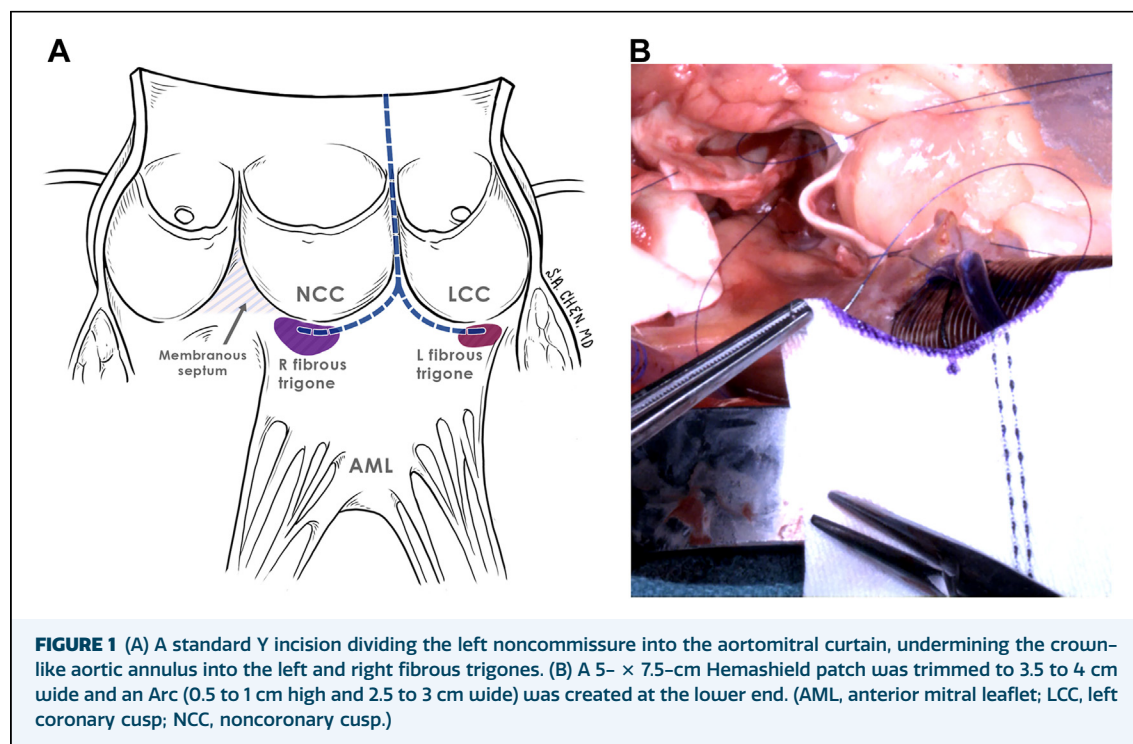 A
B
NCC
LCC
S.A. CHEN, MD
Membranous
septum
R fibrous
trigone
L fibrous
trigone
AML
FIGURE 1 (A) A standard Y incision dividing the left noncommissure into the aortomitral curtain, undermining the crown-
like aortic annulus into the left and right fibrous trigones. (B) A 5- × 7.5-cm Hemashield patch was trimmed to 3.5 to 4 cm
wide and an Arc (0.5 to 1 cm high and 2.5 to 3 cm wide) was created at the lower end. (AML, anterior mitral leaflet; LCC, left
coronary cusp; NCC, noncoronary cusp.)